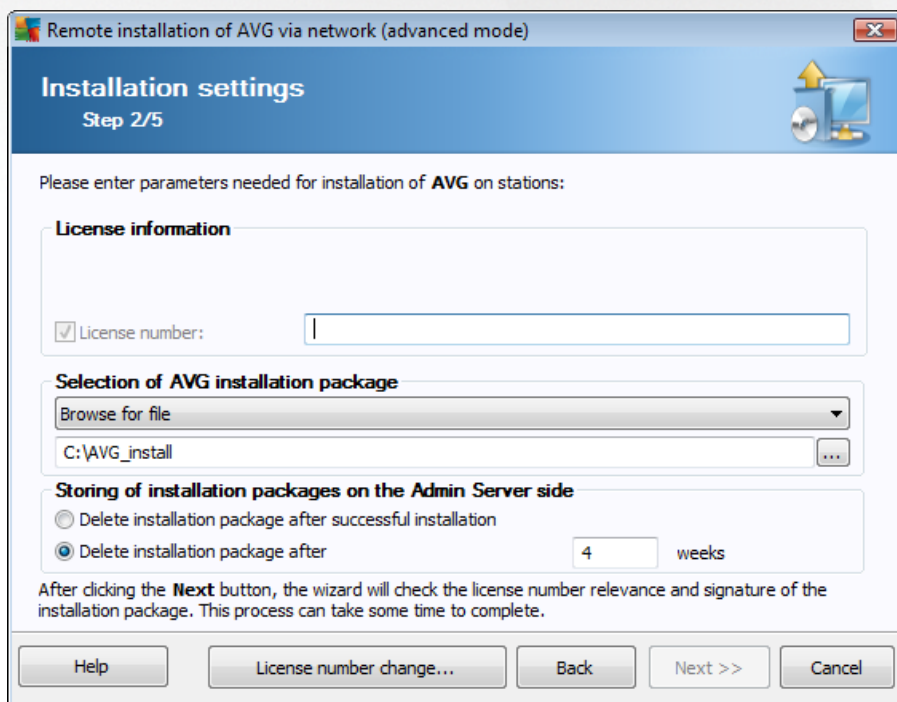 Remote installation of AVG via network (advanced mode)
Installation settings
Step 2/5
Please enter parameters needed for installation of AVG on stations:
License information
License number:
Selection of AVG installation package
Browse for file
C:\AVG_install
...
Storing of installation packages on the Admin Server side
Delete installation package after successful installation
Delete installation package after 4 weeks
After clicking the Next button, the wizard will check the license number relevance and signature of the
installation package. This process can take some time to complete.
Help License number change... Back Next >> Cancel